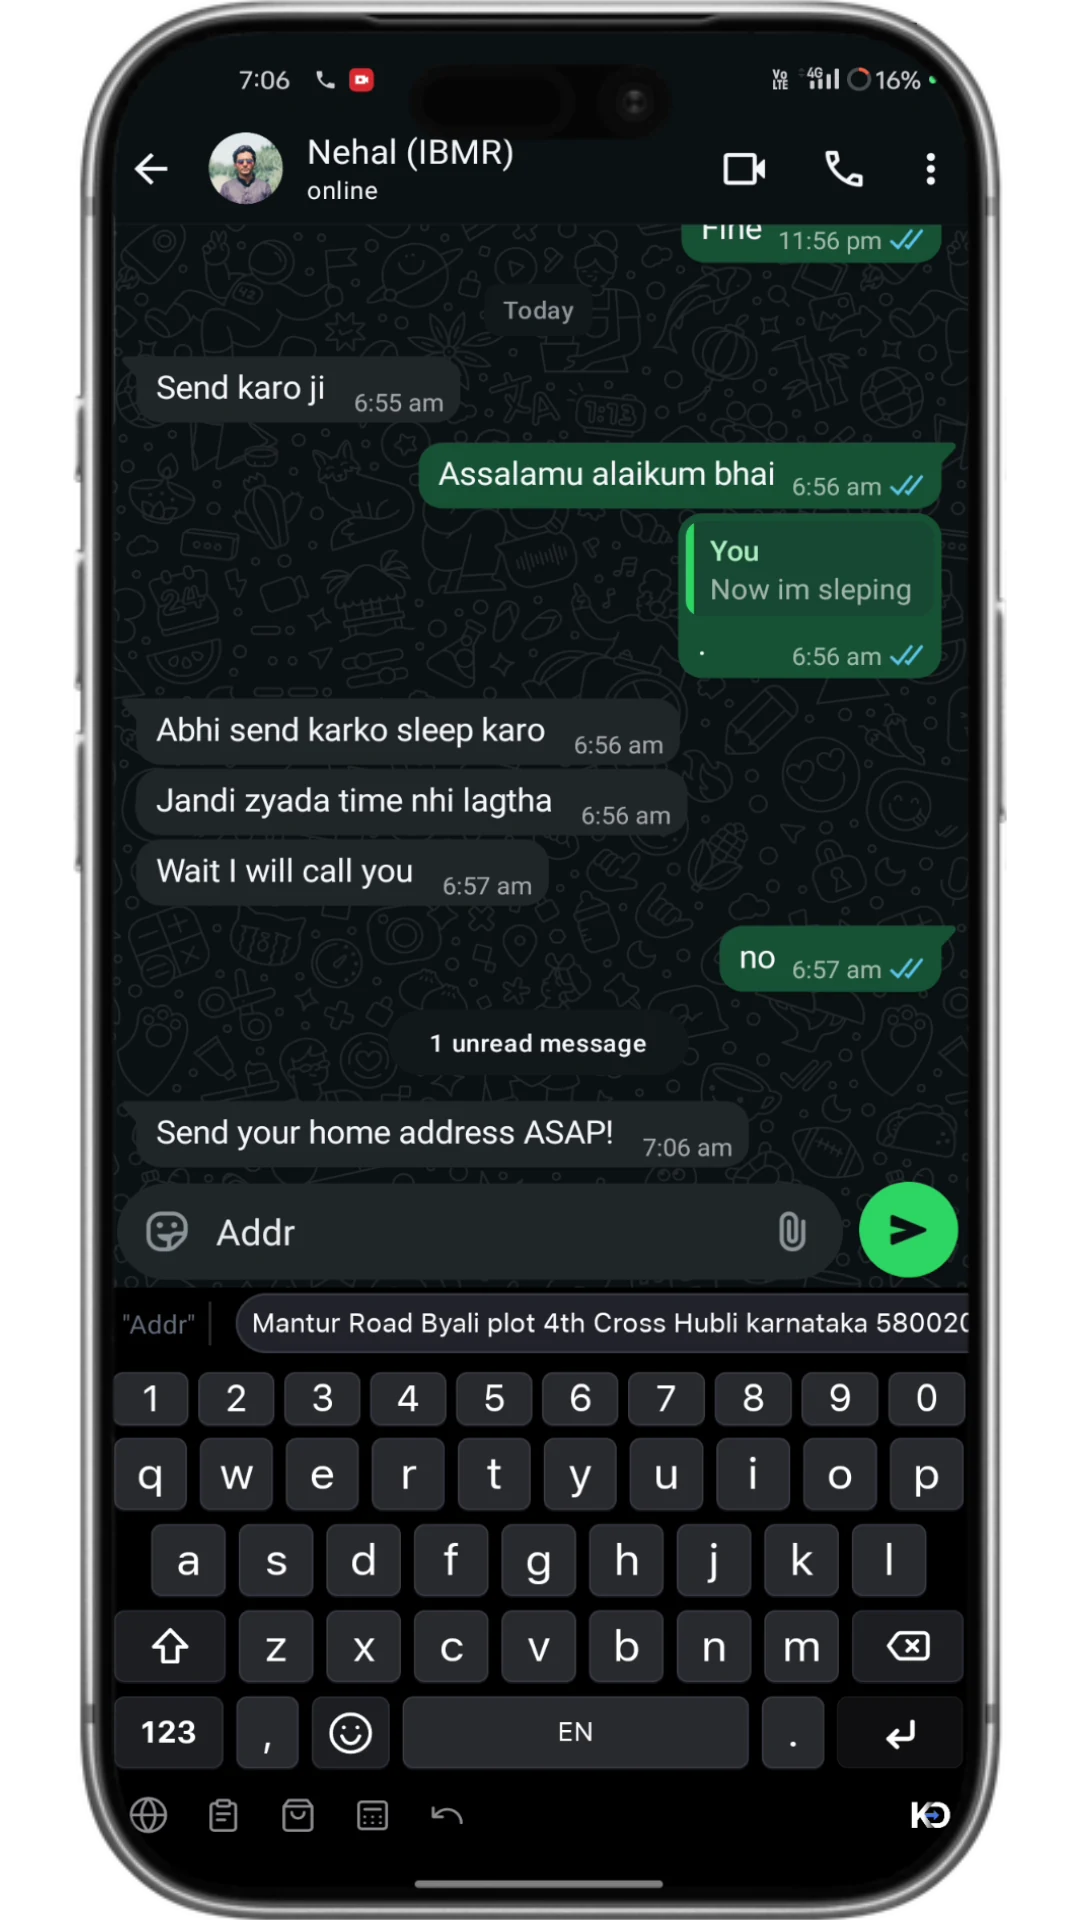 7:06 Vo LTE 4G 16%
Nehal (IBMR)
online
Fine 11:56 pm
Today
Send karo ji 6:55 am
Assalamu alaikum bhai 6:56 am
You
Now im sleping
. 6:56 am
Abhi send karko sleep karo 6:56 am
Jandi zyada time nhi lagtha 6:56 am
Wait I will call you 6:57 am
no 6:57 am
1 unread message
Send your home address ASAP! 7:06 am
Addr
"Addr" Mantur Road Byali plot 4th Cross Hubli karnataka 580020
1 2 3 4 5 6 7 8 9 0
q w e r t y u i o p
a s d f g h j k l
z x c v b n m
123 , EN .